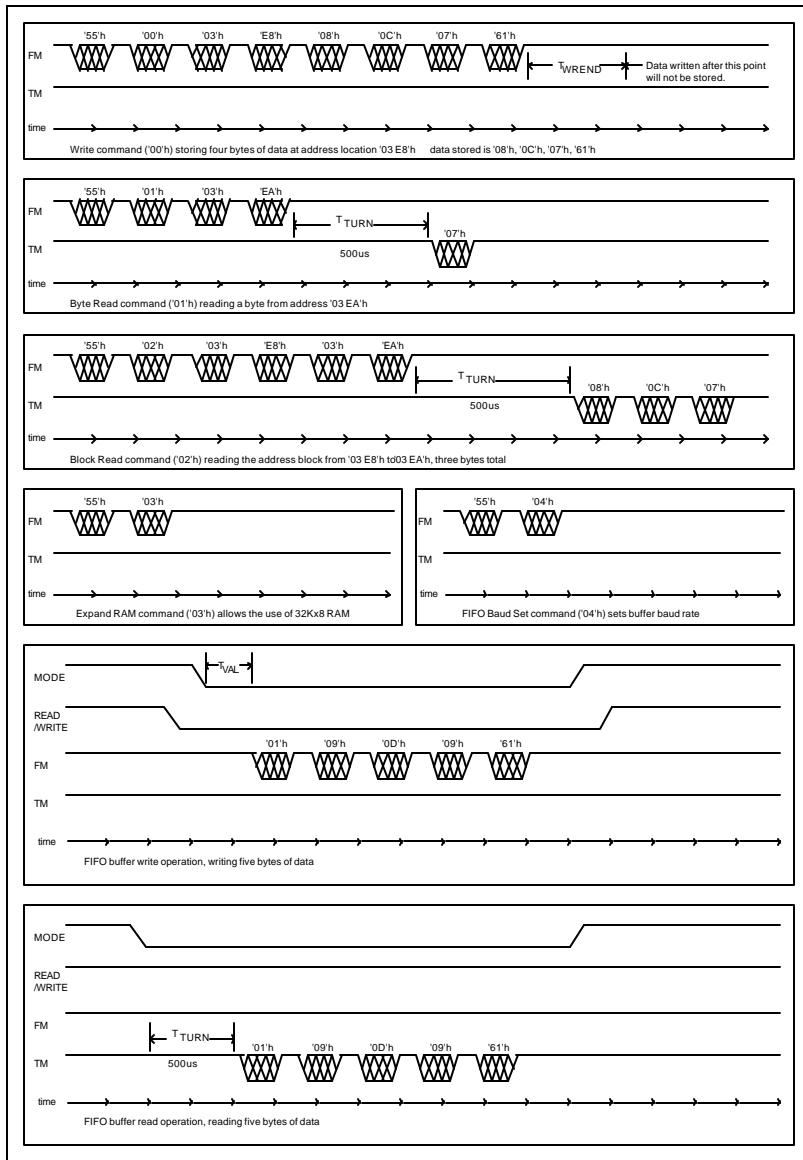 '55'h '00'h '03'h 'E8'h '08'h '0C'h '07'h '61'h
FM
TWREND
Data written after this point
will not be stored.
TM
time
Write command ('00'h) storing four bytes of data at address location '03 E8'h data stored is '08'h, '0C'h, '07'h, '61'h
'55'h '01'h '03'h 'EA'h
FM
T TURN
TM
500us
'07'h
time
Byte Read command ('01'h) reading a byte from address '03 EA'h
'55'h '02'h '03'h 'E8'h '03'h 'EA'h
FM
T TURN
TM
500us
'08'h '0C'h '07'h
time
Block Read command ('02'h) reading the address block from '03 E8'h to'03 EA'h, three bytes total
'55'h '03'h
FM
TM
time
Expand RAM command ('03'h) allows the use of 32Kx8 RAM
'55'h '04'h
FM
TM
time
FIFO Baud Set command ('04'h) sets buffer baud rate
TVAL
MODE
READ
/WRITE
'01'h '09'h '0D'h '09'h '61'h
FM
TM
time
FIFO buffer write operation, writing five bytes of data
MODE
READ
/WRITE
FM
T TURN
TM
500us
'01'h '09'h '0D'h '09'h '61'h
time
FIFO buffer read operation, reading five bytes of data